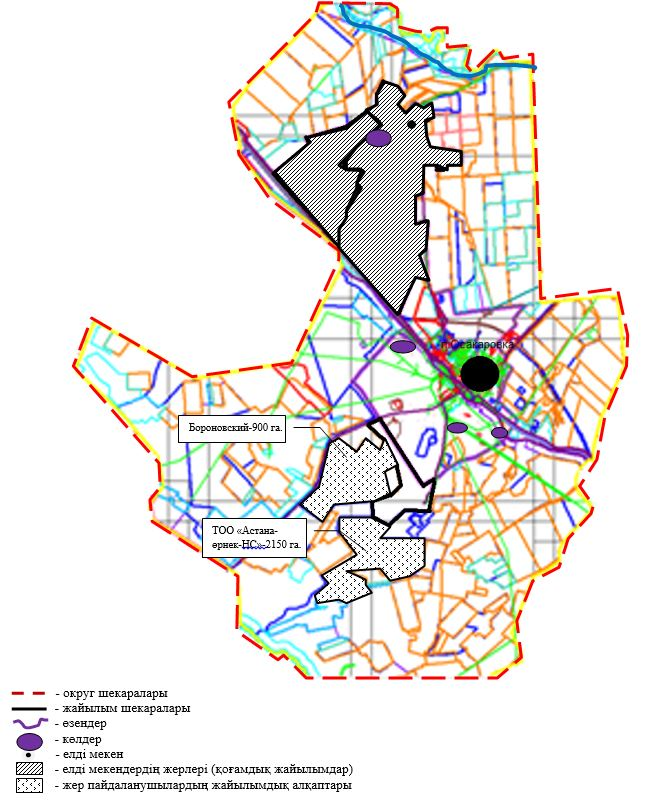 п.Осакаровка
Бороновский-900 га.
ТОО «Астана-
өрнек-НС»-2150 га.
- округ шекаралары
- жайылым шекаралары
- өзендер
- көлдер
- елді мекен
- елді мекендердің жерлері (қоғамдық жайылымдар)
- жер пайдаланушылардың жайылымдық алқаптары